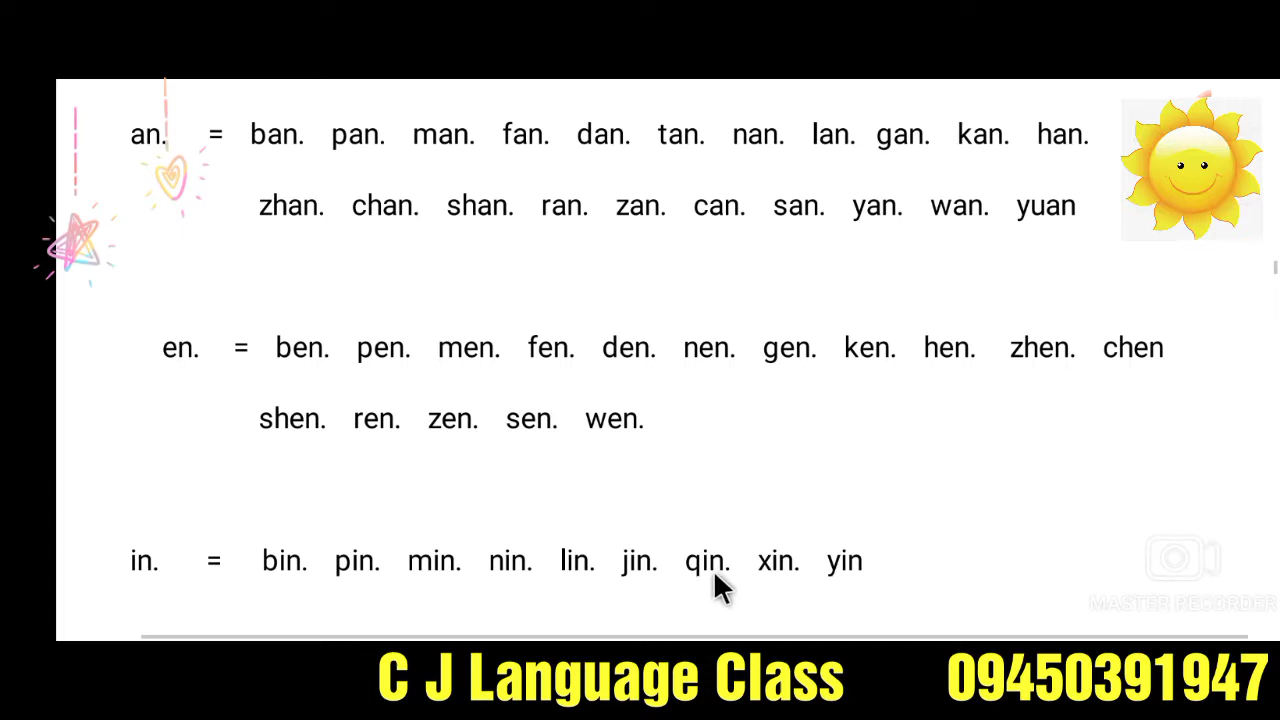 an. = ban. pan. man. fan. dan. tan. nan. lan. gan. kan. han.
zhan. chan. shan. ran. zan. can. san. yan. wan. yuan
en. = ben. pen. men. fen. den. nen. gen. ken. hen. zhen. chen
shen. ren. zen. sen. wen.
in. = bin. pin. min. nin. lin. jin. qin. xin. yin
MASTER RECORDER
C J Language Class 09450391947